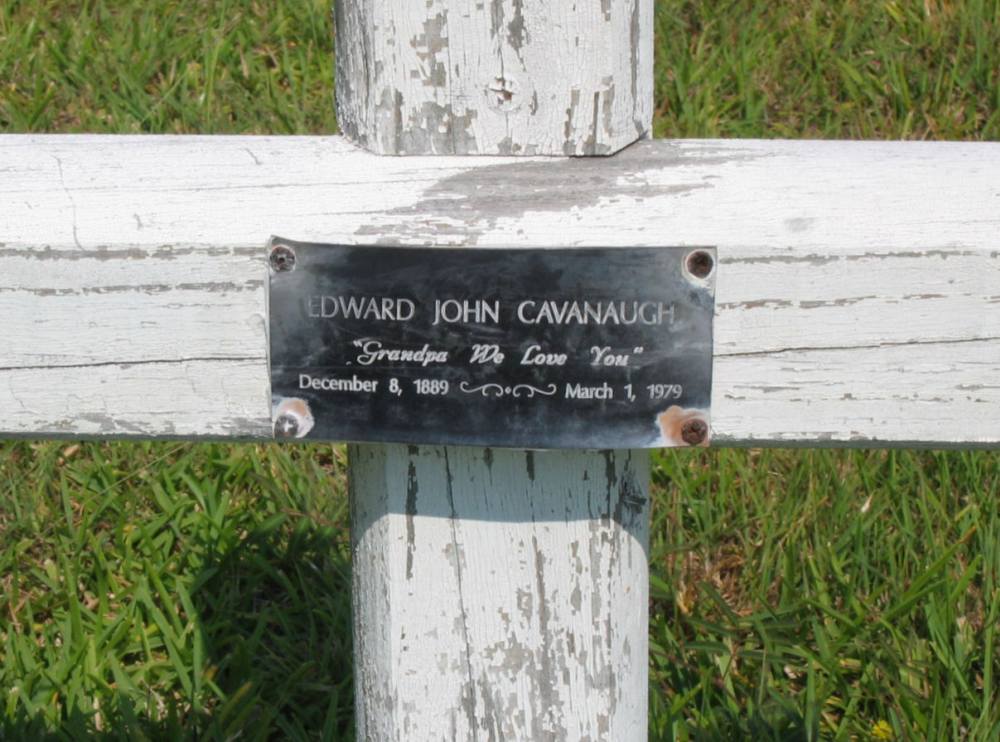 EDWARD JOHN CAVANAUGH
"Grandpa We Love You"
December 8, 1889 March 1, 1979